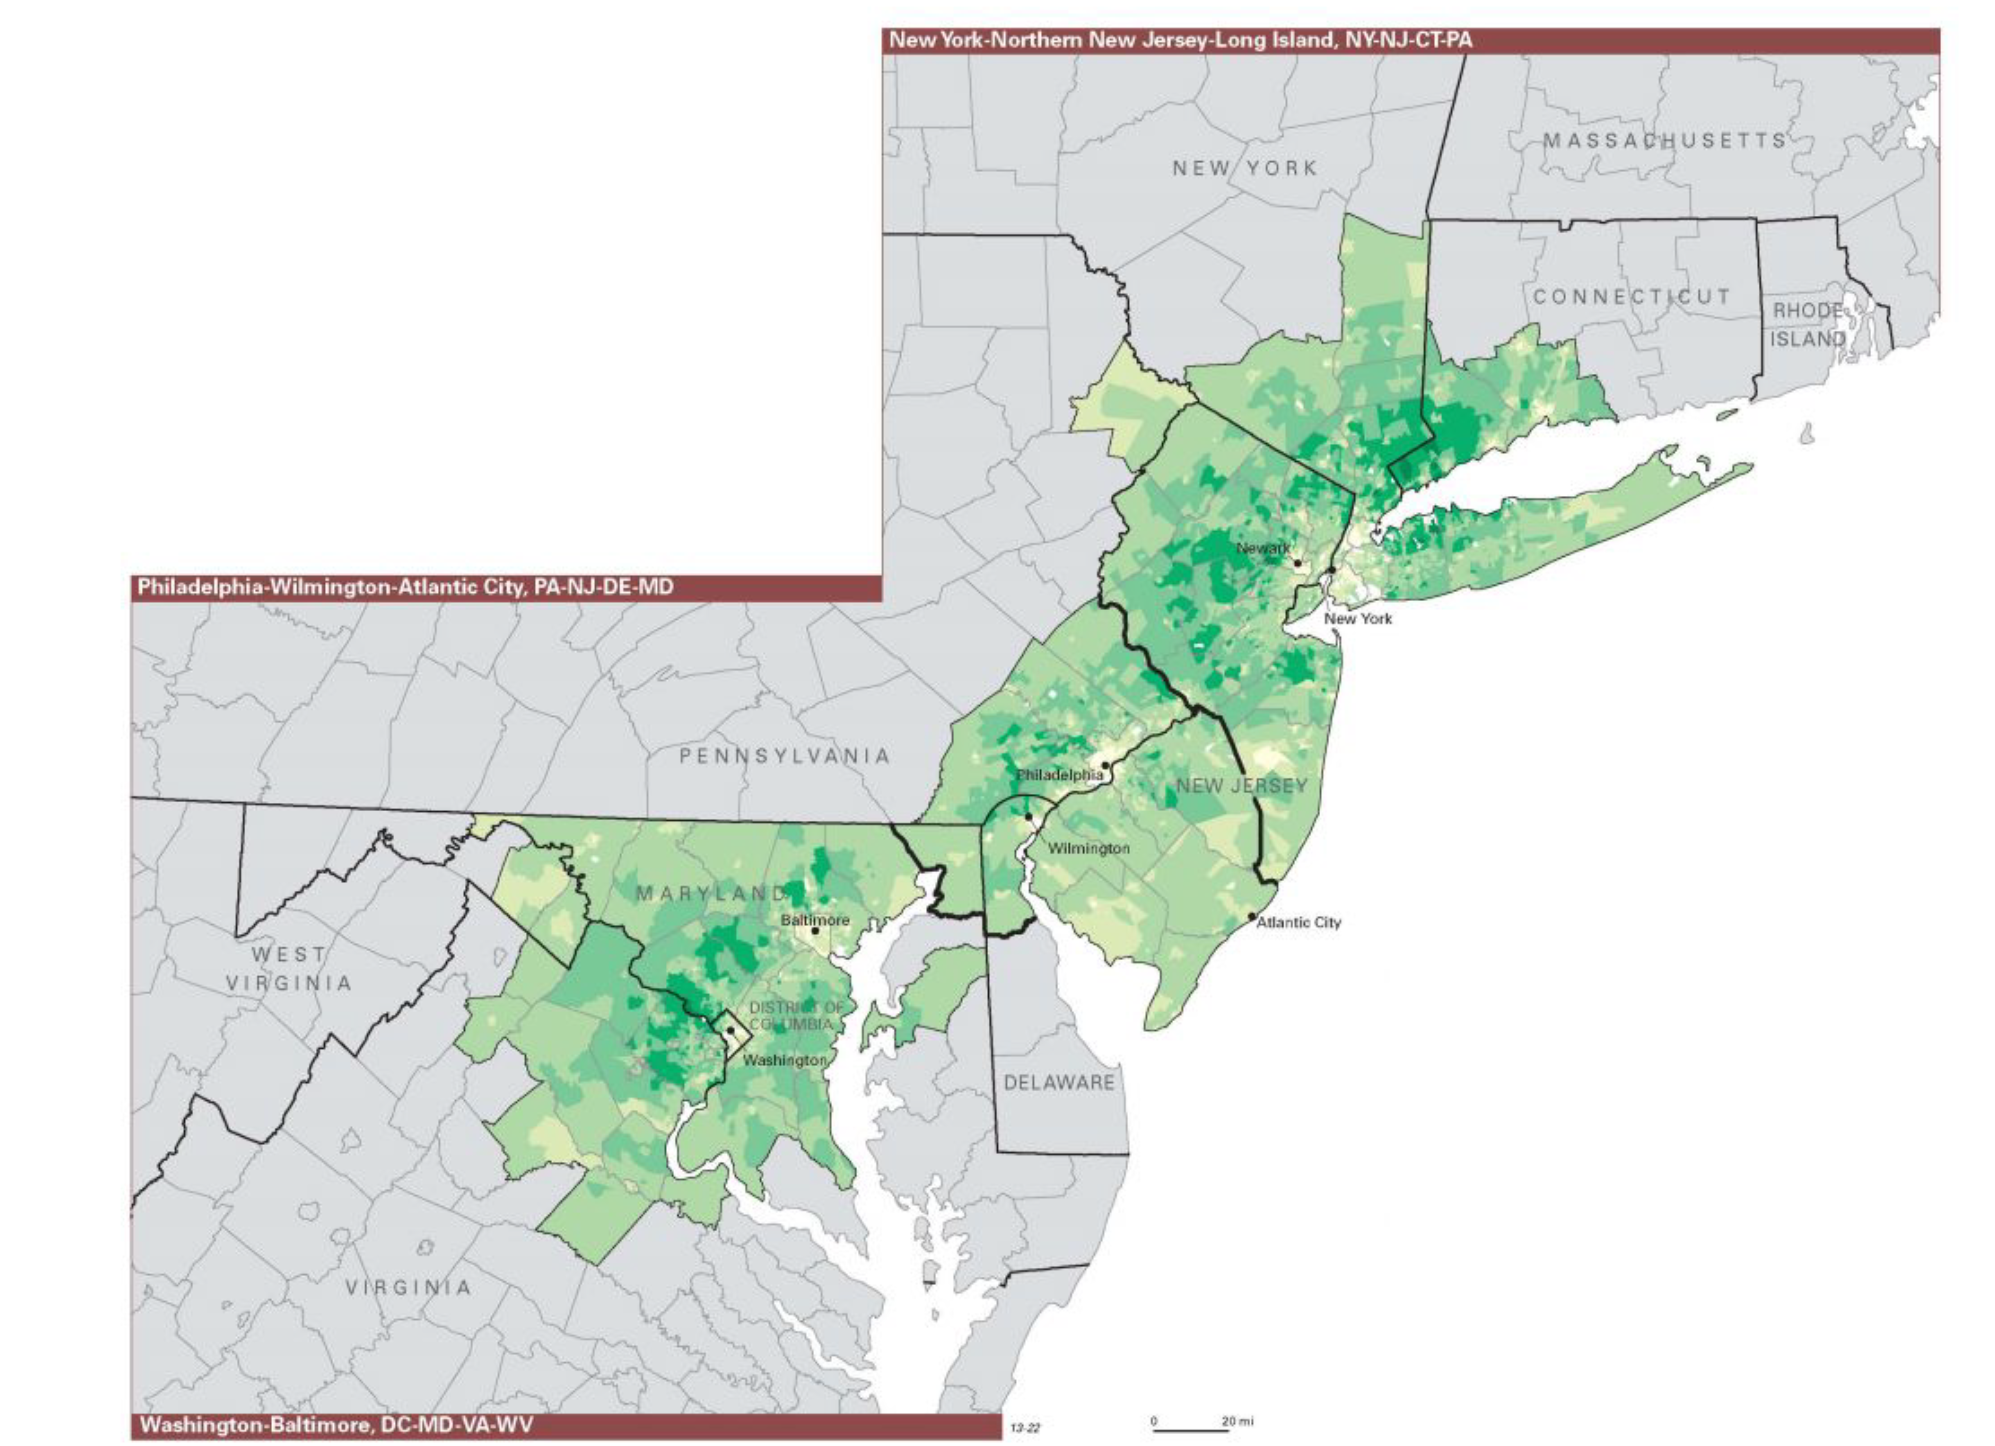 New York-Northern New Jersey-Long Island, NY-NJ-CT-PA
MASSACHUSETTS
NEW YORK
CONNECTICUT
RHODE
ISLAND
Newark
New York
Philadelphia-Wilmington-Atlantic City, PA-NJ-DE-MD
PENNSYLVANIA
Philadelphia
NEW JERSEY
Wilmington
MARYLAND
Baltimore
Atlantic City
WEST
VIRGINIA
DISTRICT OF
COLUMBIA
Washington
DELAWARE
VIRGINIA
Washington-Baltimore, DC-MD-VA-WV
13-22
0 20 mi